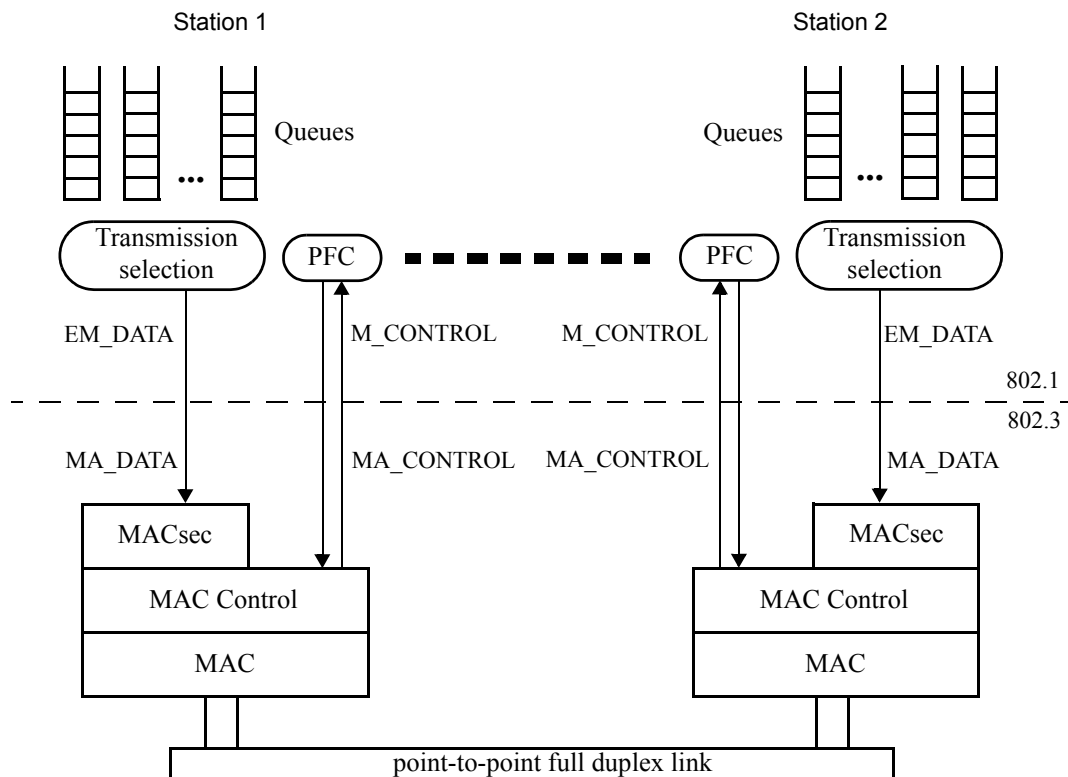 Station 1
Station 2
Queues
Queues
...
...
Transmission
selection
PFC
PFC
Transmission
selection
EM_DATA
M_CONTROL
M_CONTROL
EM_DATA
802.1
802.3
MA_DATA
MA_CONTROL
MA_CONTROL
MA_DATA
MACsec
MACsec
MAC Control
MAC Control
MAC
MAC
point-to-point full duplex link